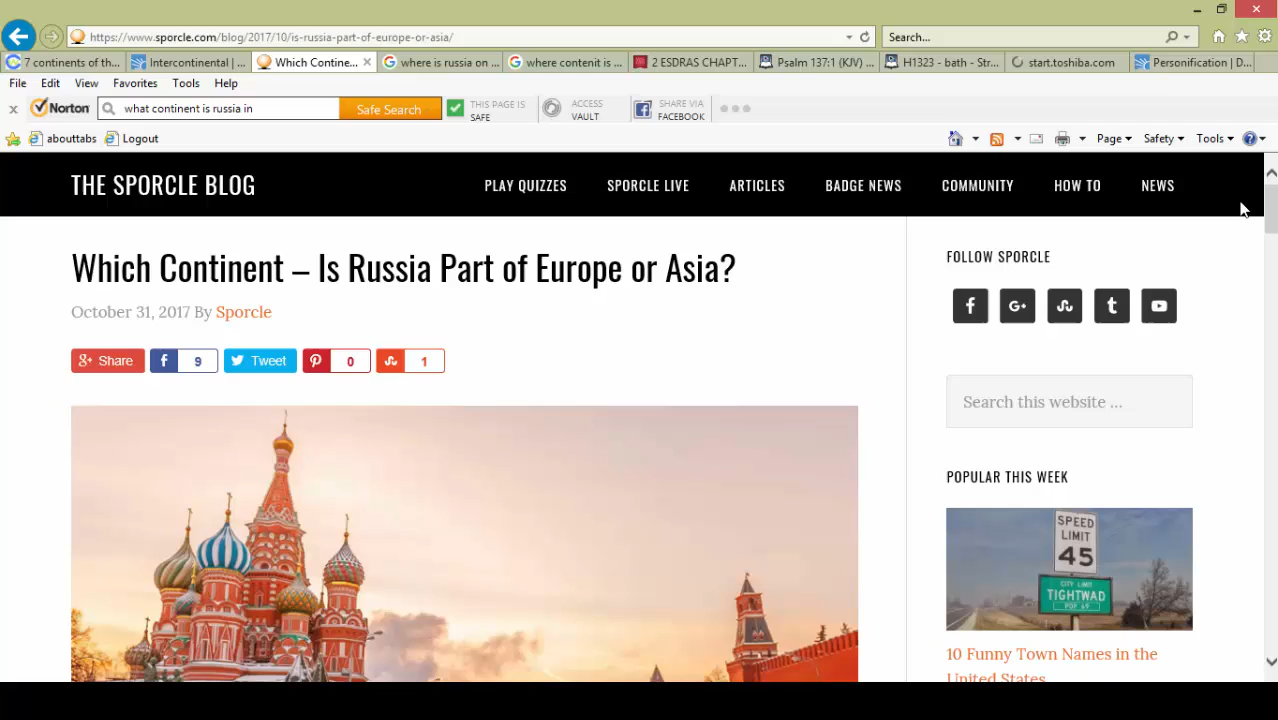 https://www.sporcle.com/blog/2017/10/is-russia-part-of-europe-or-asia/
Search...
7 continents of th...
Intercontinental | ...
Which Contine...
where is russia on ...
where contenit is ...
2 ESDRAS CHAPT...
Psalm 137:1 (KJV) ...
H1323 - bath - Str...
start.toshiba.com
Personification | D...
File Edit View Favorites Tools Help
x Norton what continent is russia in Safe Search
THIS PAGE IS
SAFE
ACCESS
VAULT
SHARE VIA
FACEBOOK
abouttabs Logout
Page Safety Tools
THE SPORCLE BLOG
PLAY QUIZZES SPORCLE LIVE ARTICLES BADGE NEWS COMMUNITY HOW TO NEWS
Which Continent – Is Russia Part of Europe or Asia?
October 31, 2017 By Sporcle
Share 9 Tweet 0 1
FOLLOW SPORCLE
Search this website ...
POPULAR THIS WEEK
SPEED
LIMIT
45
CITY LIMIT
TIGHTWAD
POP 69
10 Funny Town Names in the
United States